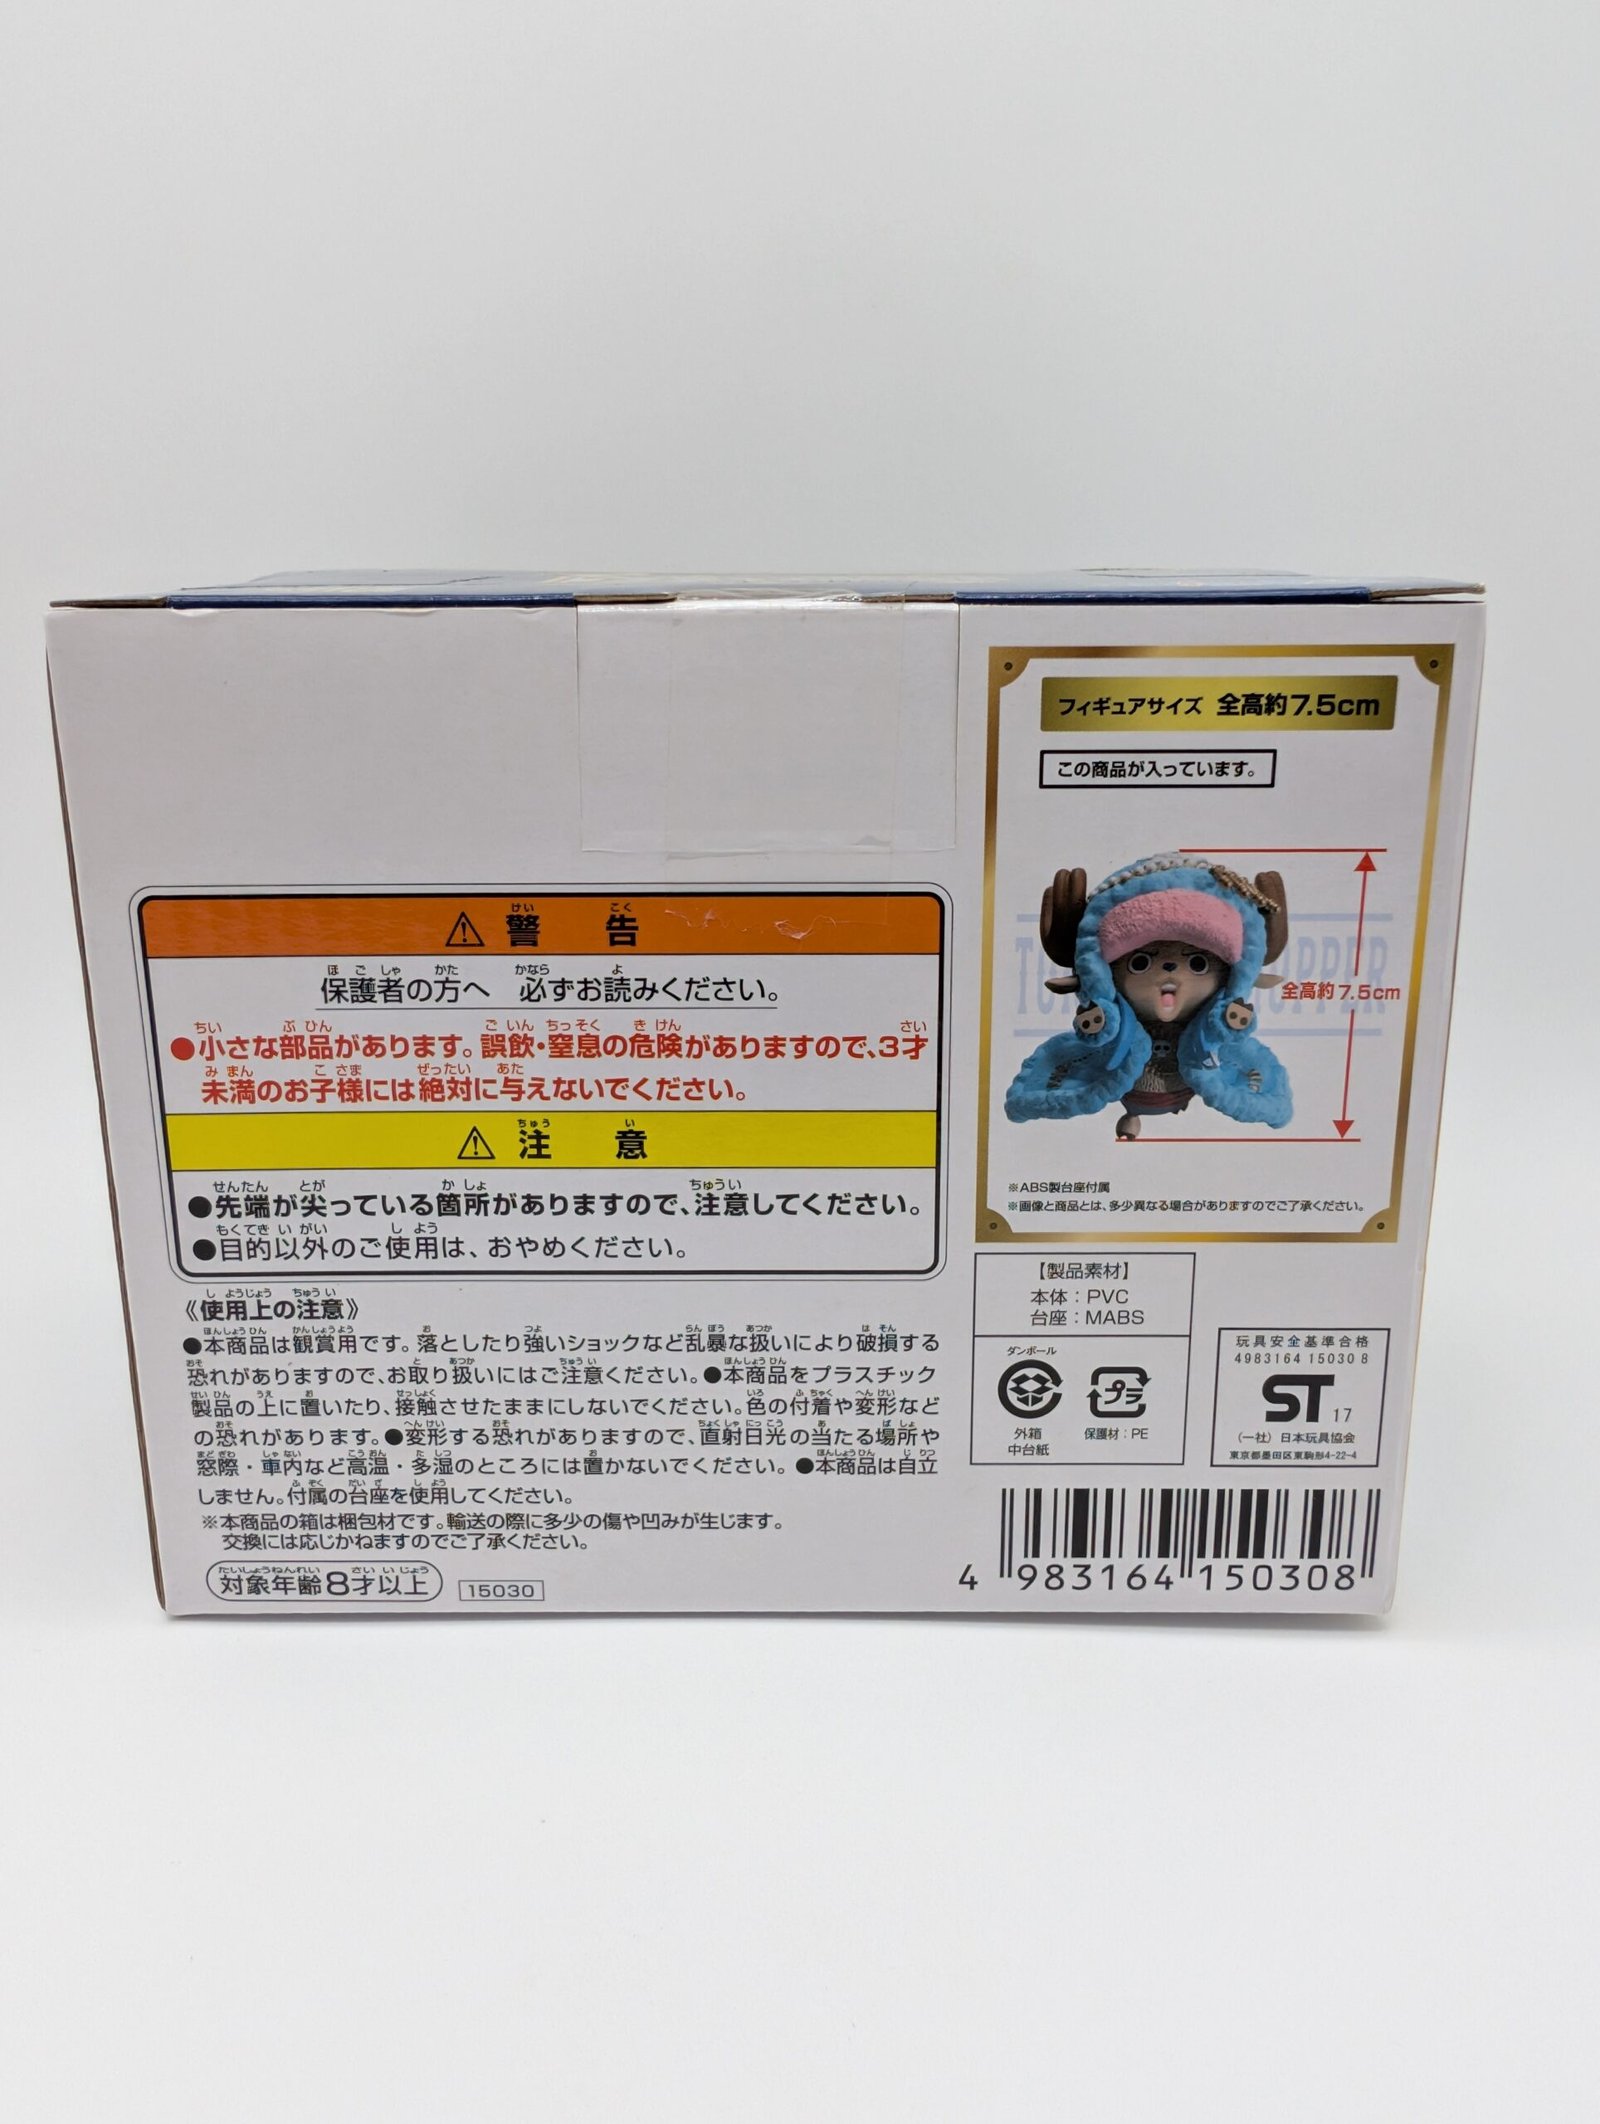 警告
保護者の方へ 必ずお読みください。
●小さな部品があります。誤飲・窒息の危険がありますので、3才
未満のお子様には絶対に与えないでください。
注意
●先端が尖っている箇所がありますので、注意してください。
●目的以外のご使用は、おやめください。
《使用上の注意》
●本商品は観賞用です。落としたり強いショックなど乱暴な扱いにより破損する
恐れがありますので、お取り扱いにはご注意ください。●本商品をプラスチック
製品の上に置いたり、接触させたままにしないでください。色の付着や変形など
の恐れがあります。●変形する恐れがありますので、直射日光の当たる場所や
窓際・車内など高温・多湿のところには置かないでください。●本商品は自立
しません。付属の台座を使用してください。
※本商品の箱は梱包材です。輸送の際に多少の傷や凹みが生じます。
交換には応じかねますのでご了承ください。
対象年齢8才以上
15030
フィギュアサイズ 全高約7.5cm
この商品が入っています。
全高約7.5cm
※ABS製台座付属
※画像と商品とは、多少異なる場合がありますのでご了承ください。
【製品素材】
本体：PVC
台座：MABS
ダンボール
外箱
中台紙
プラ
保護材：PE
玩具安全基準合格
4983164 15030 8
ST 17
(一社) 日本玩具協会
東京都墨田区東駒形4-22-4
4 983164 150308